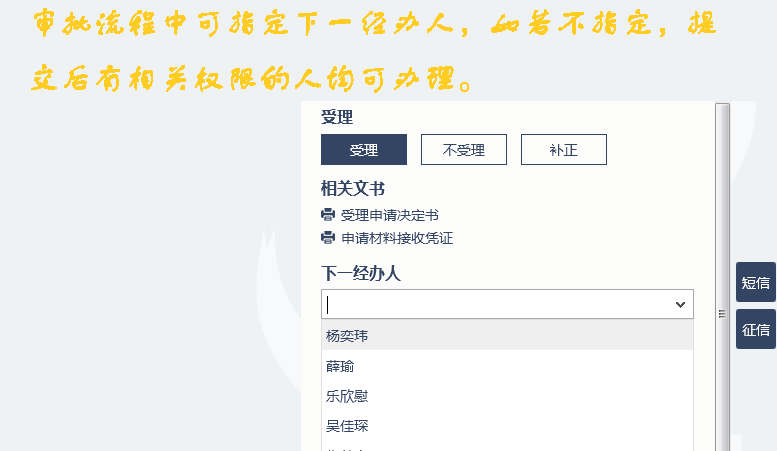 审批流程中可指定下一经办人，如若不指定，提
交后有相关权限的人均可办理。
受理
受理 不受理 补正
相关文书
受理申请决定书
申请材料接收凭证
下一经办人
杨奕玮
薛瑜
乐欣慰
吴佳琛
短信
征信